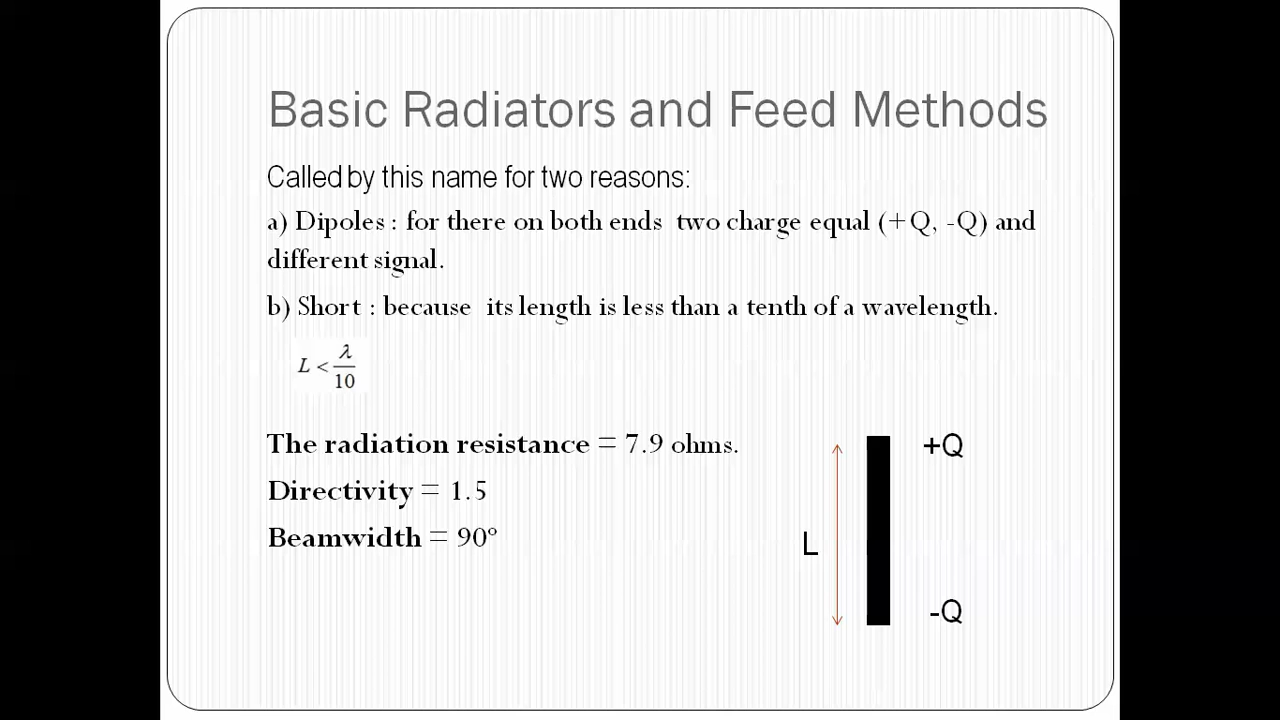 Basic Radiators and Feed Methods
Called by this name for two reasons:
a) Dipoles : for there on both ends two charge equal (+Q, -Q) and
different signal.
b) Short : because its length is less than a tenth of a wavelength.
L < λ/10
The radiation resistance = 7.9 ohms.
Directivity = 1.5
Beamwidth = 90º
+Q
L
-Q